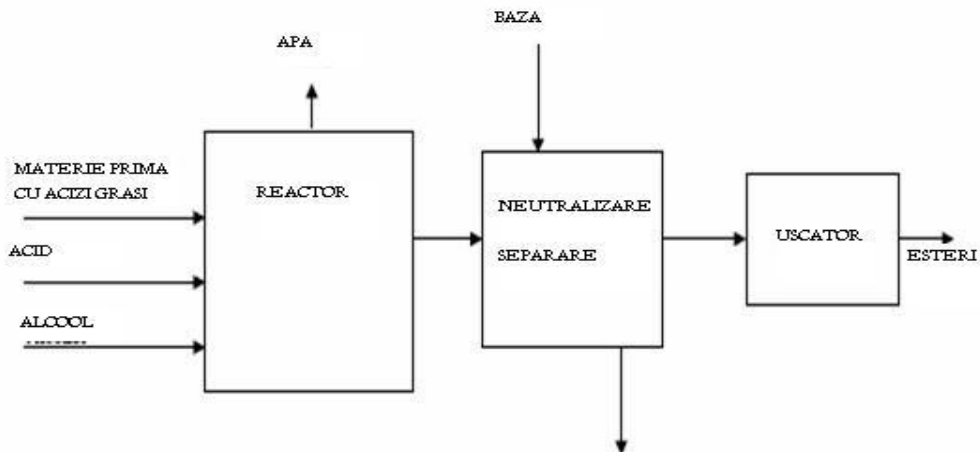 BAZA
APA
MATERIE PRIMA
CU ACIZI GRASI
REACTOR
NEUTRALIZARE
SEPARARE
USCATOR
ACID
ESTERI
ALCOOL